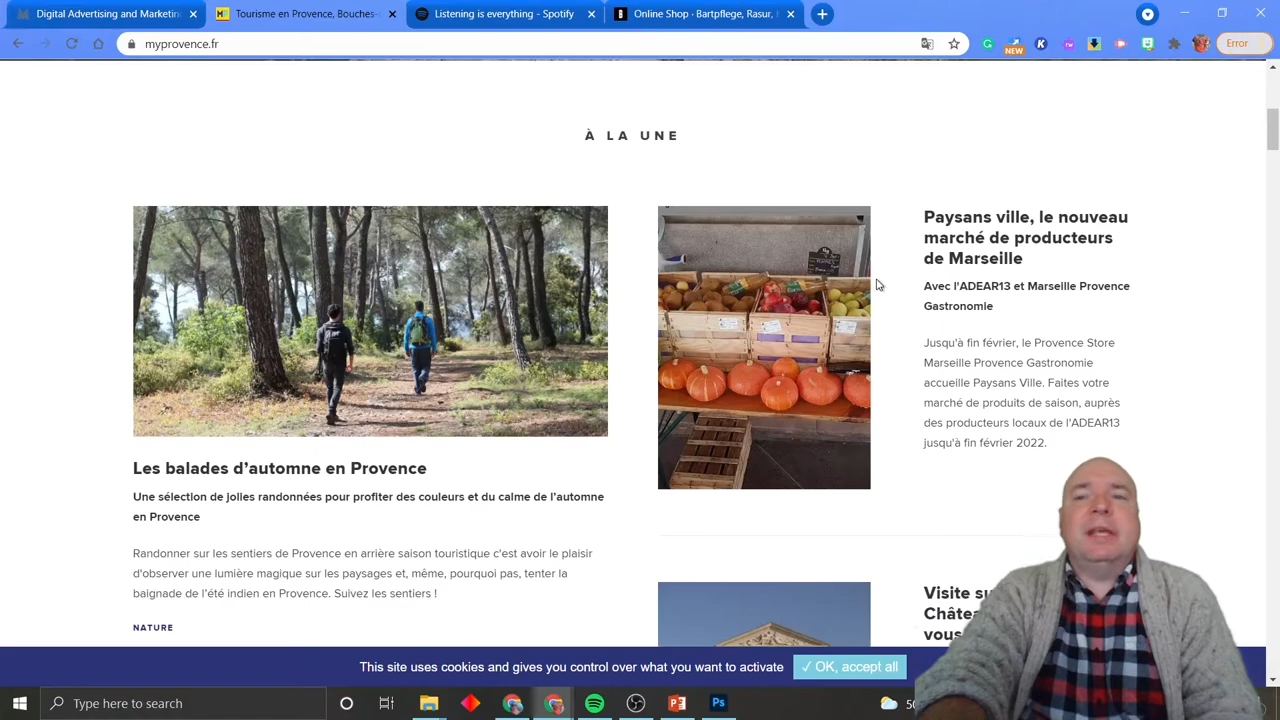 Digital Advertising and Marketin
Tourisme en Provence, Bouches-
Listening is everything - Spotify
Online Shop · Bartpflege, Rasur,
myprovence.fr
NEW
Error
À LA UNE
Paysans ville, le nouveau
marché de producteurs
de Marseille
Avec l'ADEAR13 et Marseille Provence
Gastronomie
Jusqu'à fin février, le Provence Store
Marseille Provence Gastronomie
accueille Paysans Ville. Faites votre
marché de produits de saison, auprès
des producteurs locaux de l'ADEAR13
jusqu'à fin février 2022.
Les balades d'automne en Provence
Une sélection de jolies randonnées pour profiter des couleurs et du calme de l'automne
en Provence
Randonner sur les sentiers de Provence en arrière saison touristique c'est avoir le plaisir
d'observer une lumière magique sur les paysages et, même, pourquoi pas, tenter la
baignade de l'été indien en Provence. Suivez les sentiers !
NATURE
Visite su
Châtea
vous
This site uses cookies and gives you control over what you want to activate
✓ OK, accept all
Type here to search